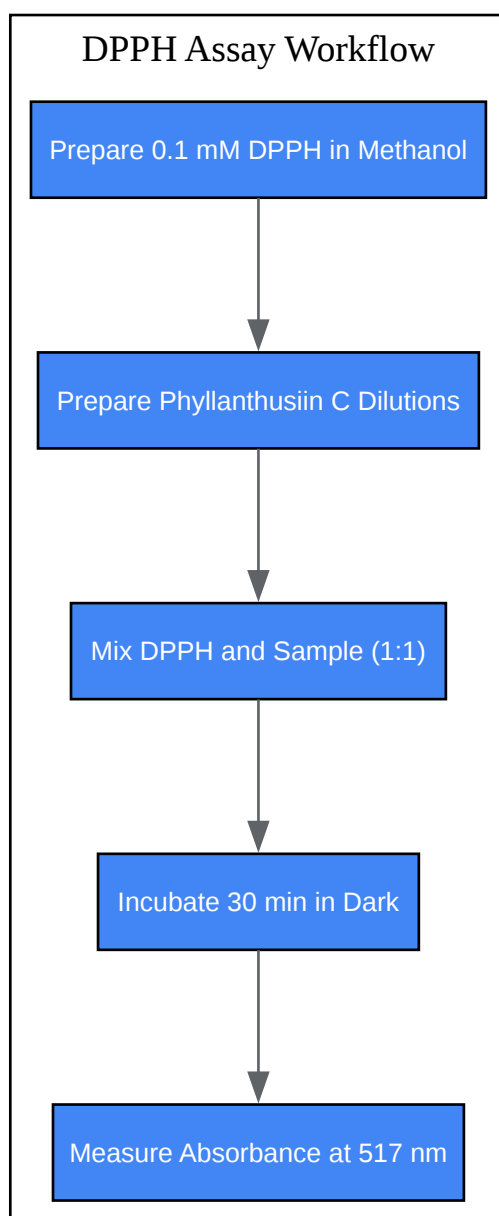 DPPH Assay Workflow
Prepare 0.1 mM DPPH in Methanol
Prepare Phyllanthusiin C Dilutions
Mix DPPH and Sample (1:1)
Incubate 30 min in Dark
Measure Absorbance at 517 nm